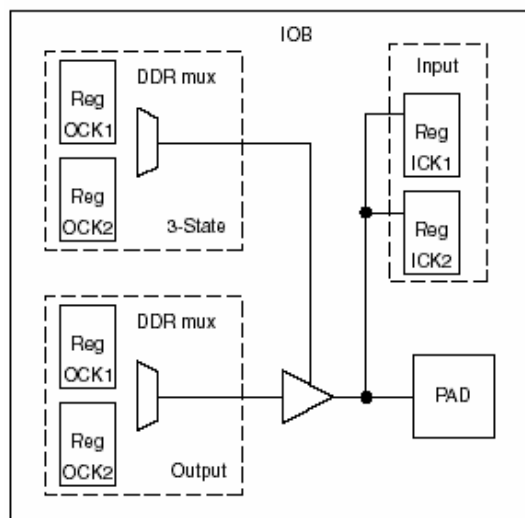 IOB
DDR mux
Reg
OCK1
Reg
OCK2
3-State
Input
Reg
ICK1
Reg
ICK2
DDR mux
Reg
OCK1
Reg
OCK2
Output
PAD